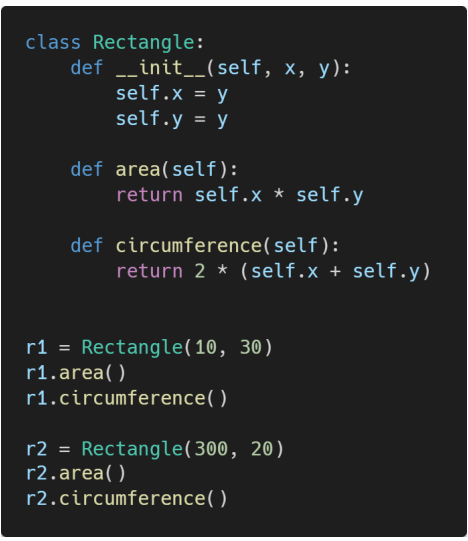 class Rectangle:
    def __init__(self, x, y):
        self.x = y
        self.y = y

    def area(self):
        return self.x * self.y

    def circumference(self):
        return 2 * (self.x + self.y)


r1 = Rectangle(10, 30)
r1.area()
r1.circumference()

r2 = Rectangle(300, 20)
r2.area()
r2.circumference()